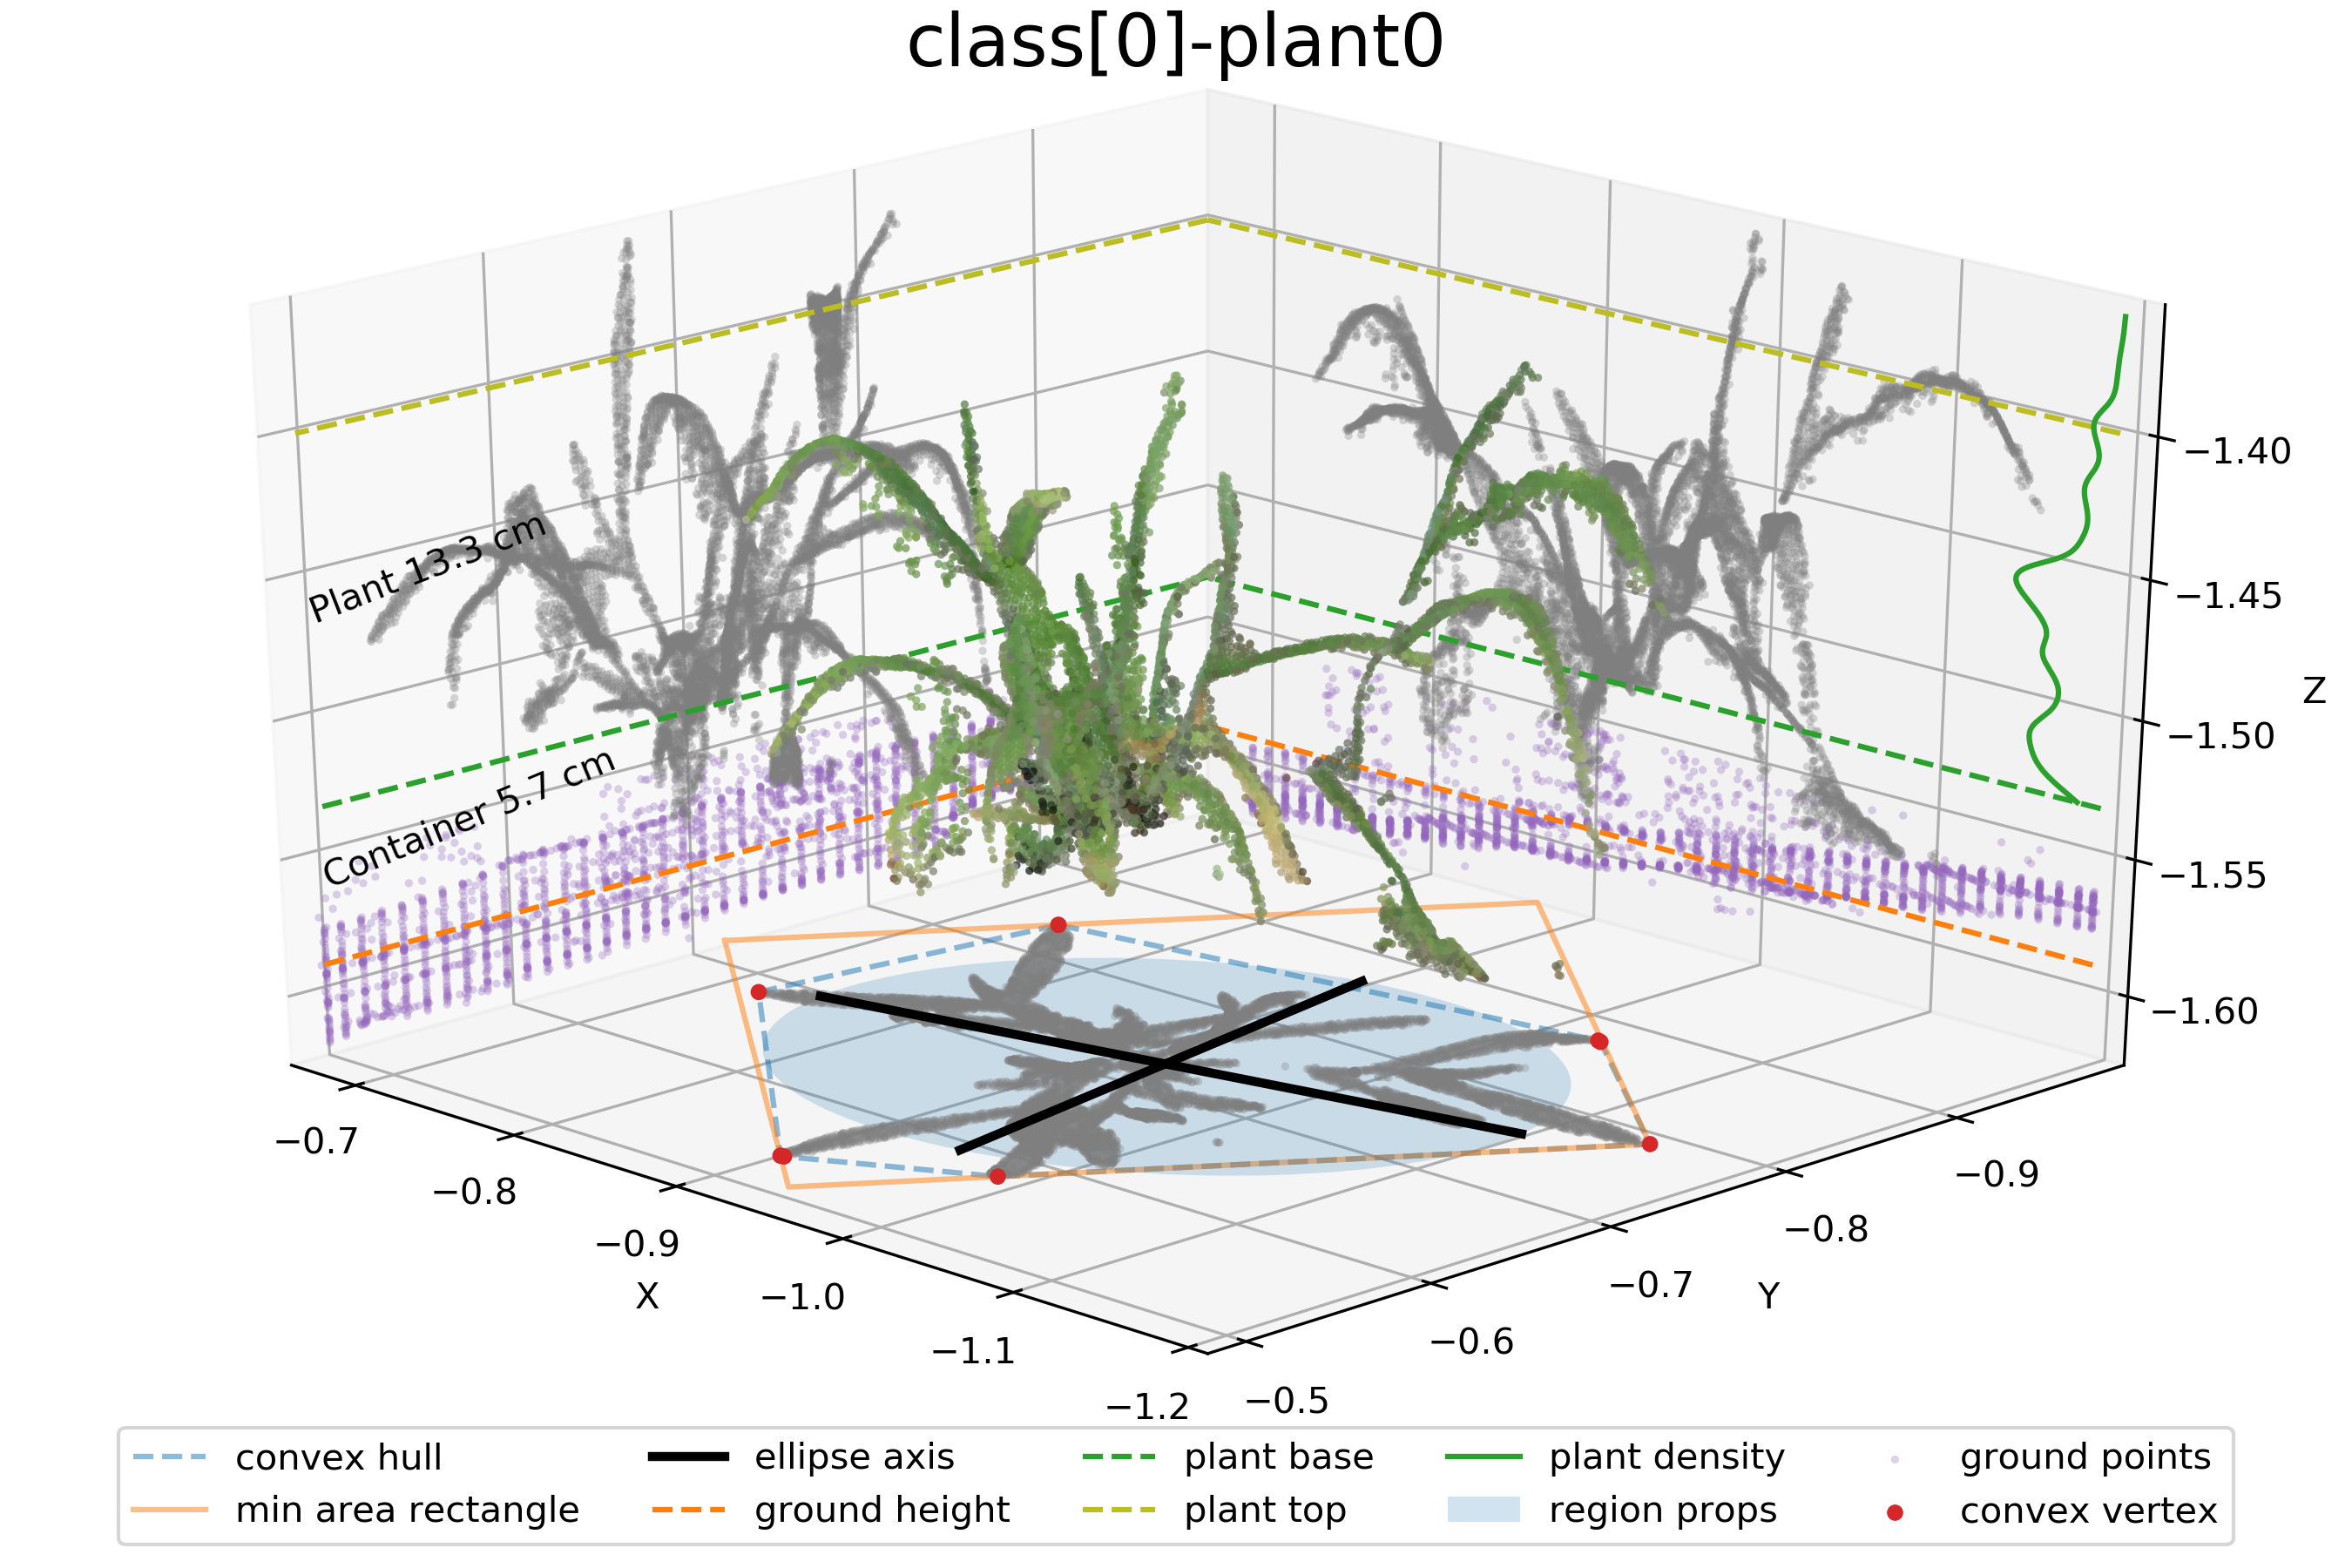 class[0]-plant0
Plant 13.3 cm
Container 5.7 cm
−1.40
−1.45
−1.50
−1.55
−1.60
Z
−0.7
−0.8
−0.9
−1.0
−1.1
−1.2
X
−0.5
−0.6
−0.7
−0.8
−0.9
Y
convex hull
min area rectangle
ellipse axis
ground height
plant base
plant top
plant density
region props
ground points
convex vertex